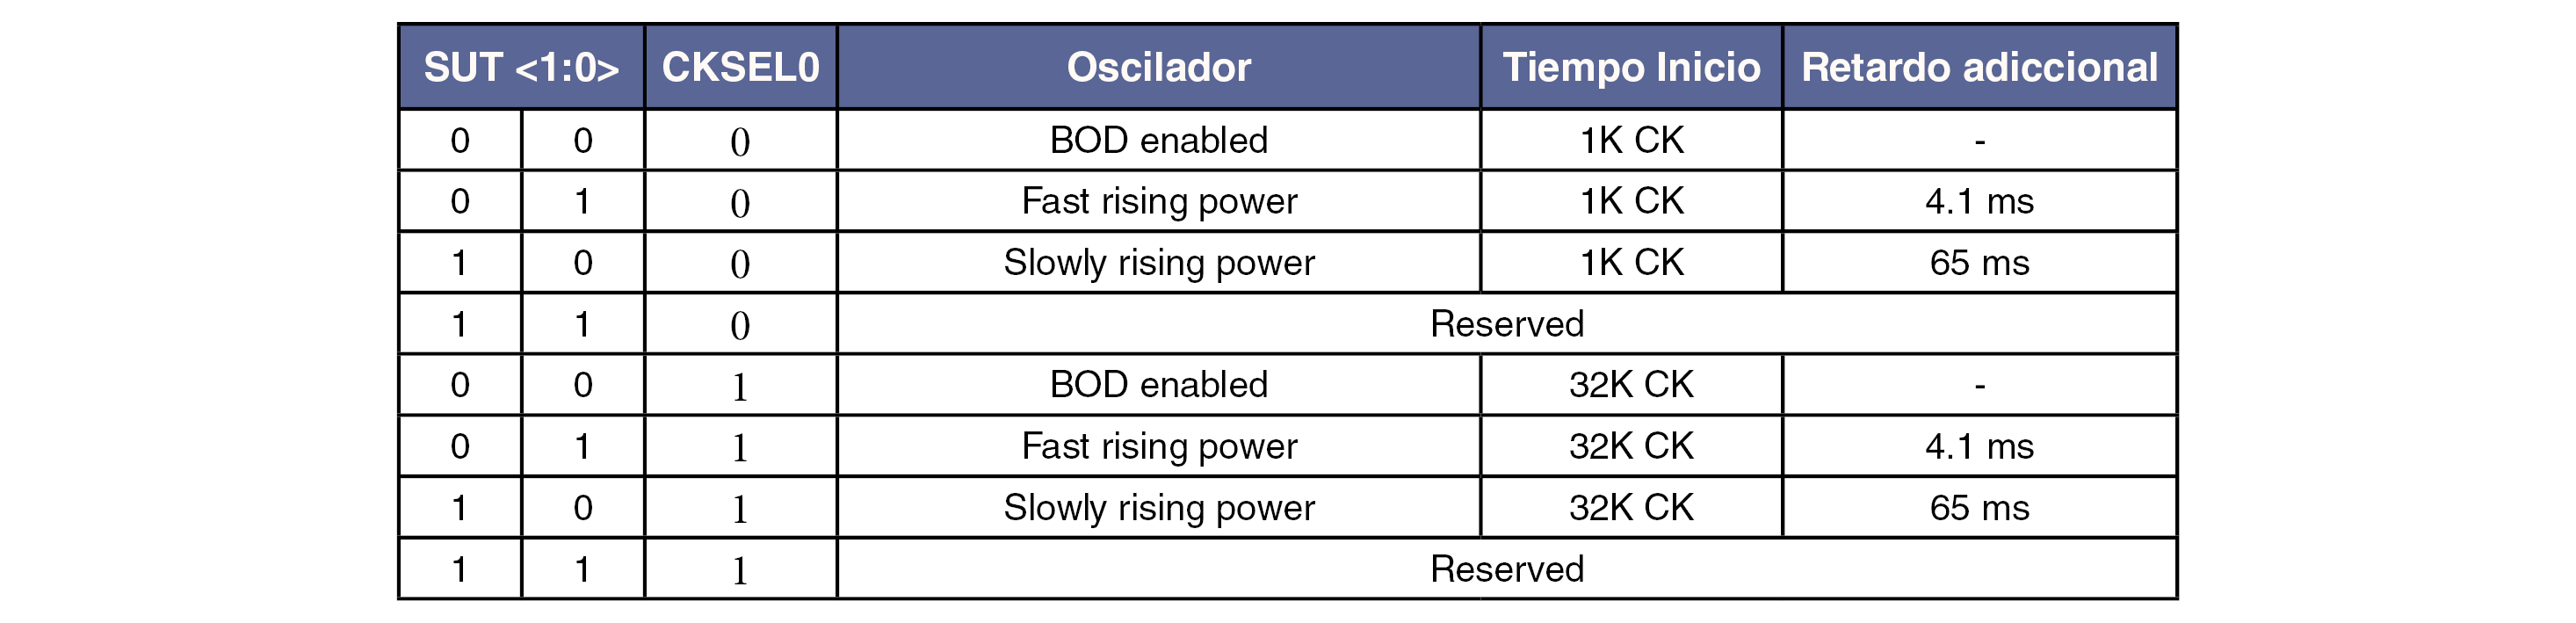 SUT <1:0> CKSEL0 Oscilador Tiempo Inicio Retardo adiccional
0 0 0 BOD enabled 1K CK -
0 1 0 Fast rising power 1K CK 4.1 ms
1 0 0 Slowly rising power 1K CK 65 ms
1 1 0 Reserved
0 0 1 BOD enabled 32K CK -
0 1 1 Fast rising power 32K CK 4.1 ms
1 0 1 Slowly rising power 32K CK 65 ms
1 1 1 Reserved